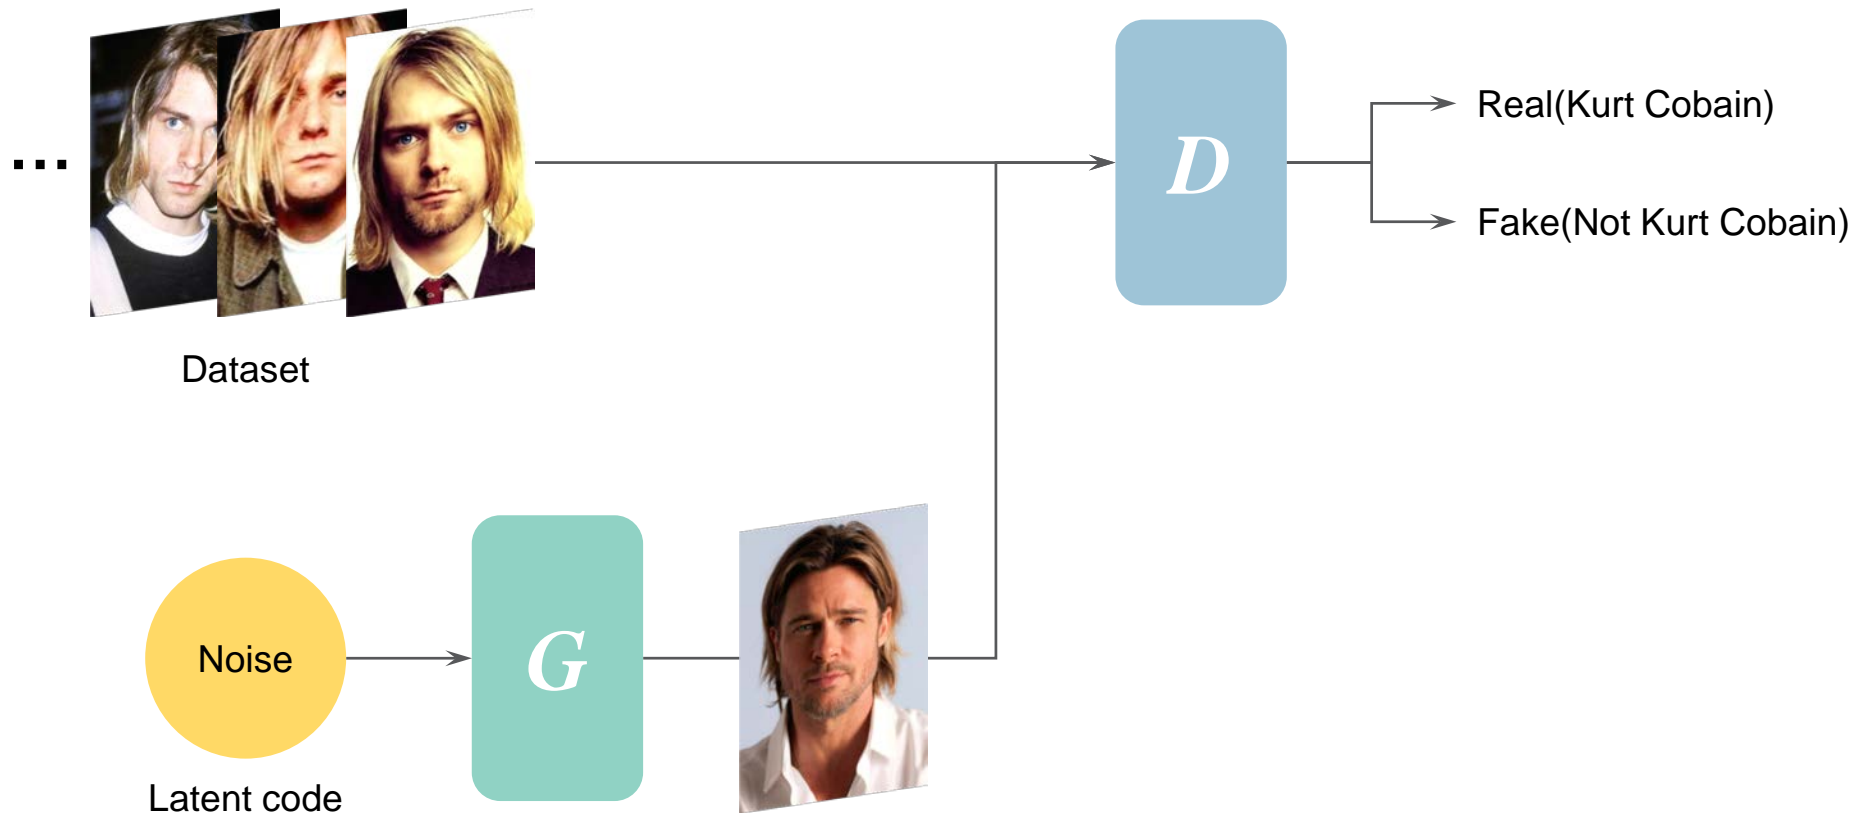 ...
Dataset
D
Real(Kurt Cobain)
Fake(Not Kurt Cobain)
Noise
G
Latent code